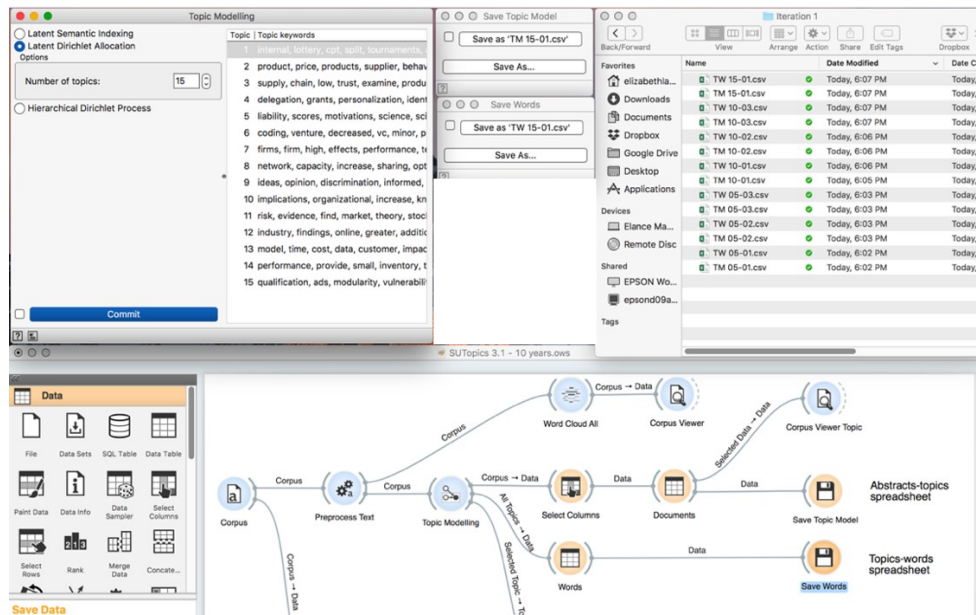 Topic Modelling
Latent Semantic Indexing
Latent Dirichlet Allocation
Options
Number of topics: 15
Hierarchical Dirichlet Process
Commit
Topic Topic keywords
1 internal, lottery, cpt, split, tournaments,
2 product, price, products, supplier, behav
3 supply, chain, low, trust, examine, produ
4 delegation, grants, personalization, ident
5 liability, scores, motivations, science, sci
6 coding, venture, decreased, vc, minor, p
7 firms, firm, high, effects, performance, t
8 network, capacity, increase, sharing, opt
9 ideas, opinion, discrimination, informed,
10 implications, organizational, increase, kn
11 risk, evidence, find, market, theory, stoc
12 industry, findings, online, greater, additic
13 model, time, cost, data, customer, impac
14 performance, provide, small, inventory, t
15 qualification, ads, modularity, vulnerabili
Save Topic Model
Save as 'TM 15-01.csv'
Save As...
Save Words
Save as 'TW 15-01.csv'
Save As...
Iteration 1
Back/Forward View Arrange Action Share Edit Tags Dropbox
Favorites
elizabethla...
Downloads
Documents
Dropbox
Google Drive
Desktop
Applications
Devices
Elance Ma...
Remote Disc
Shared
EPSON Wo...
epsond09a...
Tags
Name Date Modified Date C
TW 15-01.csv Today, 6:07 PM Today,
TM 15-01.csv Today, 6:07 PM Today,
TW 10-03.csv Today, 6:07 PM Today,
TM 10-03.csv Today, 6:07 PM Today,
TW 10-02.csv Today, 6:06 PM Today,
TM 10-02.csv Today, 6:06 PM Today,
TW 10-01.csv Today, 6:06 PM Today,
TM 10-01.csv Today, 6:05 PM Today,
TW 05-03.csv Today, 6:03 PM Today,
TM 05-03.csv Today, 6:03 PM Today,
TW 05-02.csv Today, 6:03 PM Today,
TM 05-02.csv Today, 6:03 PM Today,
TW 05-01.csv Today, 6:02 PM Today,
TM 05-01.csv Today, 6:02 PM Today,
SUTopics 3.1 - 10 years.ows
Data
File Data Sets SQL Table Data Table
Paint Data Data Info Data Sampler Select Columns
Select Rows Rank Merge Data Concate...
Save Data
Corpus → Data
Word Cloud All
Corpus Viewer
Corpus
Selected Data → Data
Corpus Viewer Topic
Corpus
Corpus
Preprocess Text
Corpus
Topic Modelling
Corpus → Data
Select Columns
Data
Documents
Data
Save Topic Model
Abstracts-topics
spreadsheet
All Topics → Data
Words
Data
Save Words
Topics-words
spreadsheet
Corpus → Data
Selected Topic → To